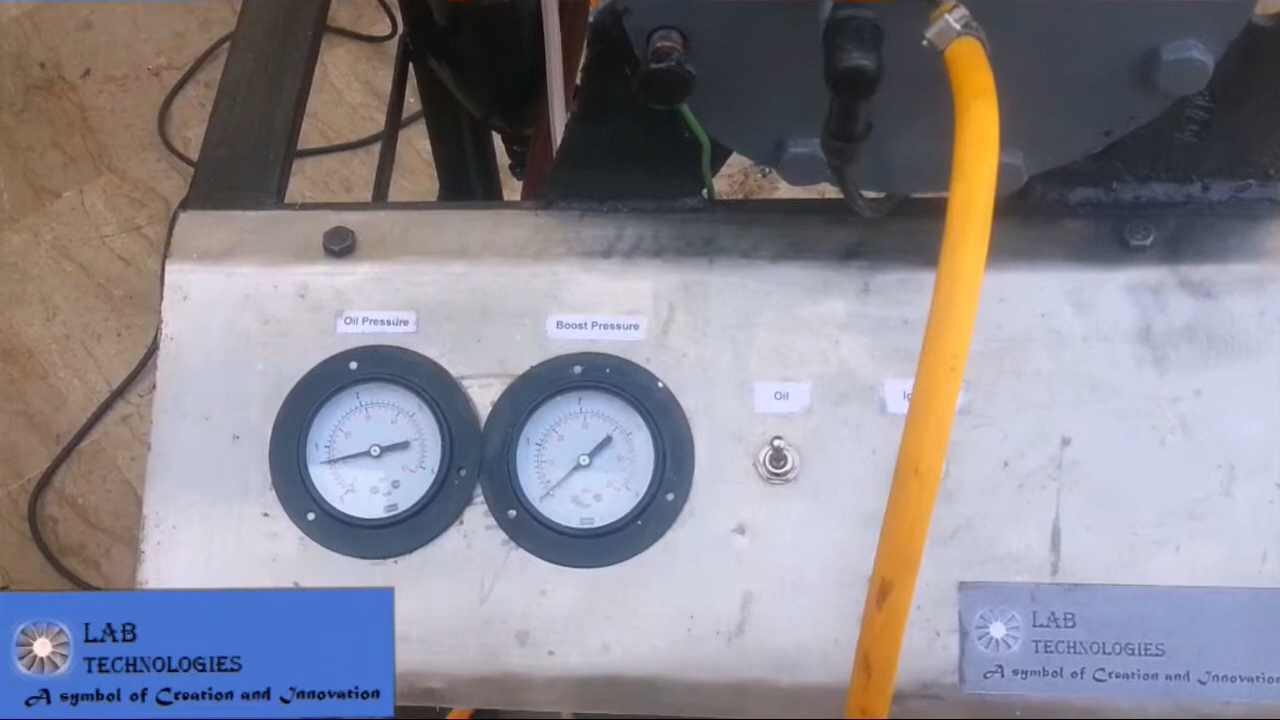 Oil Pressure
Boost Pressure
Oil
LAB
TECHNOLOGIES
A symbol of Creation and Innovation
LAB
TECHNOLOGIES
A symbol of Creation and Innovation